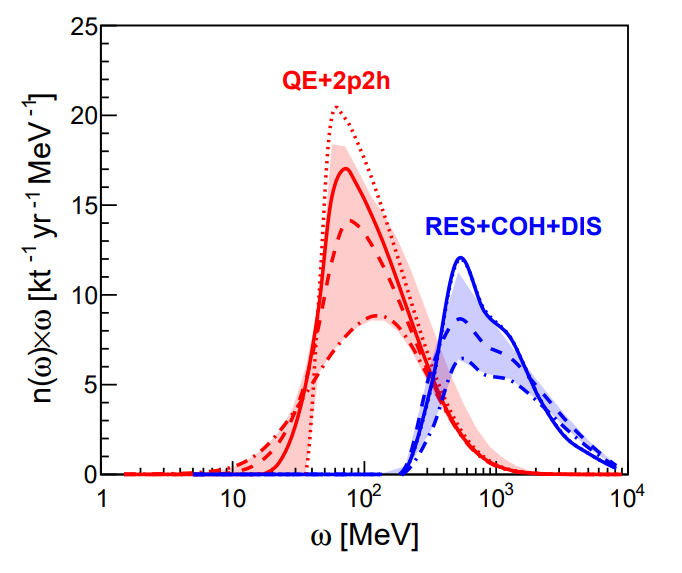 25
20
15
10
5
0
n(ω)×ω [kt⁻¹ yr⁻¹ MeV⁻¹]
QE+2p2h
RES+COH+DIS
1 10 10² 10³ 10⁴
ω [MeV]